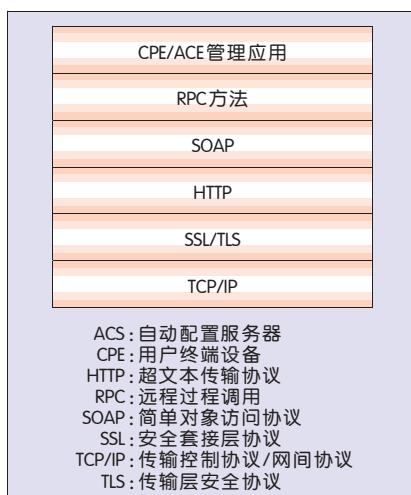 CPE/ACE管理应用
RPC方法
SOAP
HTTP
SSL/TLS
TCP/IP
ACS:自动配置服务器
CPE:用户终端设备
HTTP:超文本传输协议
RPC:远程过程调用
SOAP:简单对象访问协议
SSL:安全套接层协议
TCP/IP:传输控制协议/网间协议
TLS:传输层安全协议